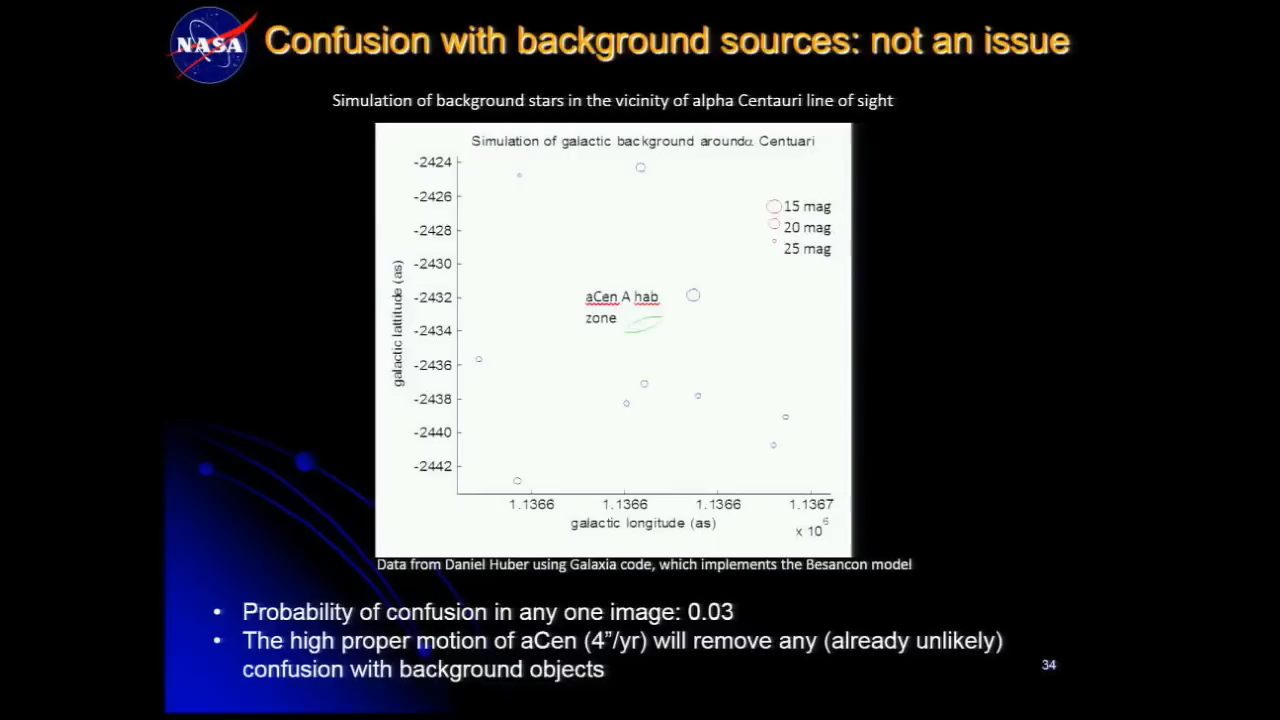 NASA
Confusion with background sources: not an issue
Simulation of background stars in the vicinity of alpha Centauri line of sight
Simulation of galactic background aroundα Centuari
-2424
-2426
-2428
-2430
-2432
-2434
-2436
-2438
-2440
-2442
galactic lattitude (as)
15 mag
20 mag
25 mag
aCen A hab
zone
1.1366
1.1366
1.1366
1.1367
galactic longitude (as)
x 10^6
Data from Daniel Huber using Galaxia code, which implements the Besancon model
• Probability of confusion in any one image: 0.03
• The high proper motion of aCen (4”/yr) will remove any (already unlikely)
confusion with background objects
34